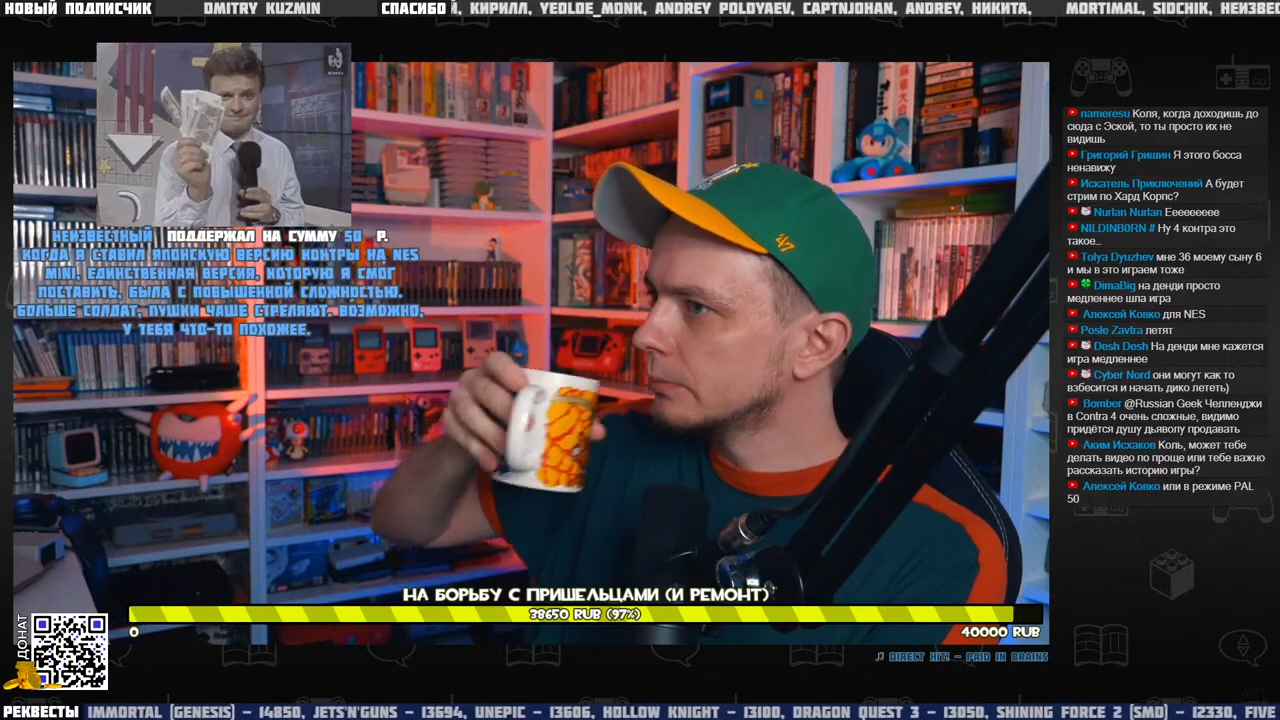 НОВЫЙ ПОДПИСЧИК DMITRY KUZMIN СПАСИБО Й, КИРИЛЛ, YEOLDE_MONK, ANDREY POLOYAEV, CAPTNJOHAN, ANDREY, НИКИТА, MORTIMAL, SIDCHIK, НЕИЗВЕС
НЕИЗВЕСТНЫЙ ПОДДЕРЖАЛ НА СУММУ 50 Р.
КОГДА Я СТАВИЛ ЯПОНСКУЮ ВЕРСИЮ КОНТРЫ НА NES
MINI, ЕДИНСТВЕННАЯ ВЕРСИЯ, КОТОРУЮ Я СМОГ
ПОСТАВИТЬ, БЫЛА С ПОВЫШЕННОЙ СЛОЖНОСТЬЮ.
БОЛЬШЕ СОЛДАТ, ПУШКИ ЧАЩЕ СТРЕЛЯЮТ. ВОЗМОЖНО,
У ТЕБЯ ЧТО-ТО ПОХОЖЕЕ.
nameresu Коля, когда доходишь до
сюда с Эской, то ты просто их не
видишь
Григорий Гришин Я этого босса
ненавижу
Искатель Приключений А будет
стрим по Хард Корпс?
Nurlan Nurlan Еееееееее
NILDINB0RN # Ну 4 контра это
такое..
Tolya Dyuzhev мне 36 моему сыну 6
и мы в это играем тоже
DimaBig на денди просто
медленнее шла игра
Алексей Ковко для NES
Posle Zavtra летят
Desh Desh На денди мне кажется
игра медленнее
Cyber Nord они могут как то
взбесится и начать дико лететь)
Bomber @Russian Geek Челленджи
в Contra 4 очень сложные, видимо
придётся душу дьяволу продавать
Аким Исхаков Коль, может тебе
делать видео по проще или тебе важно
рассказать историю игры?
Алексей Ковко или в режиме PAL
50
47
НА БОРЬБУ С ПРИШЕЛЬЦАМИ (И РЕМОНТ)
38650 RUB (97%)
0 40000 RUB
ДОНАТ
♫ DIRECT HIT! - PAID IN BRAINS
РЕКВЕСТЫ IMMORTAL (GENESIS) - 14850, JETS'N'GUNS - 13694, UNEPIC - 13606, HOLLOW KNIGHT - 13100, DRAGON QUEST 3 - 13050, SHINING FORCE 2 (SMD) - 12330, FIVE